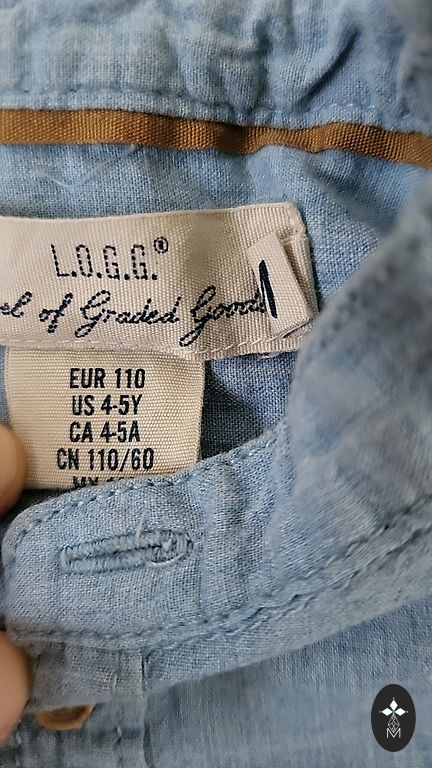 L.O.G.G.®
of Graded Goods
EUR 110
US 4-5Y
CA 4-5A
CN 110/60
M